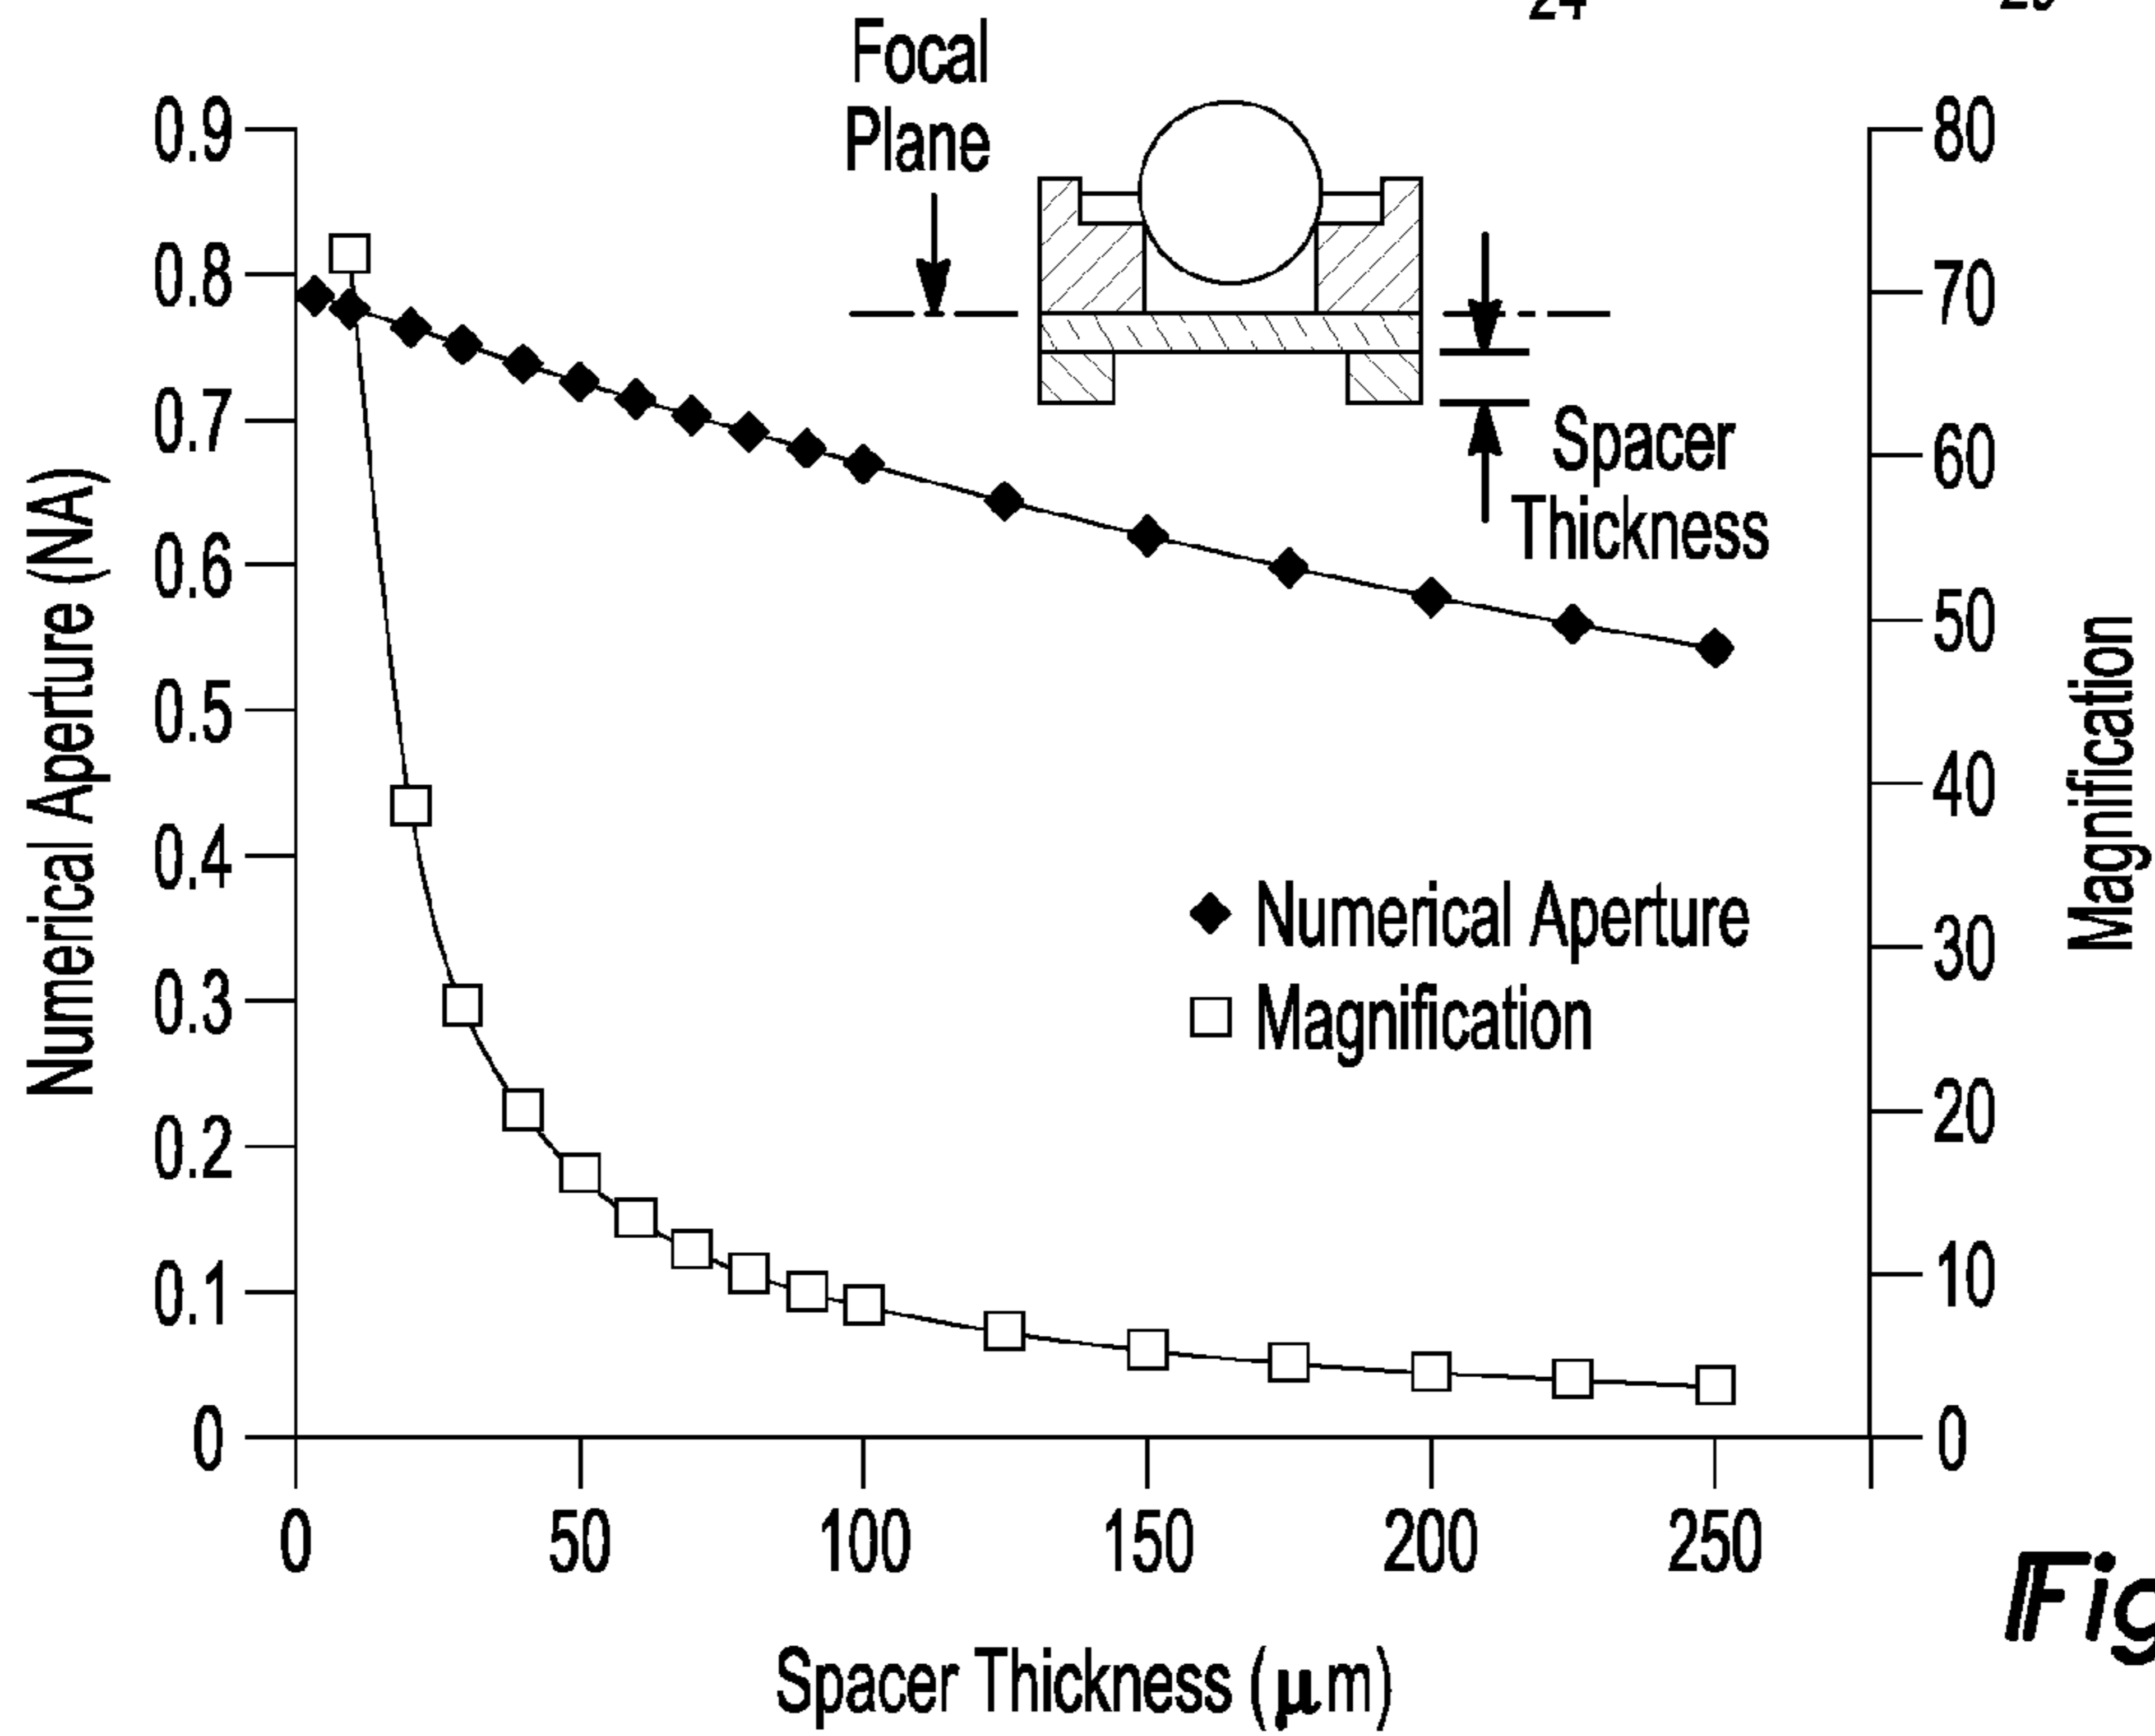 Focal
Plane
Spacer
Thickness
Numerical Aperture (NA)
0.9
0.8
0.7
0.6
0.5
0.4
0.3
0.2
0.1
0
80
70
60
50
40
30
20
10
0
Magnification
Numerical Aperture
Magnification
0 50 100 150 200 250
Spacer Thickness (μm)
Fig